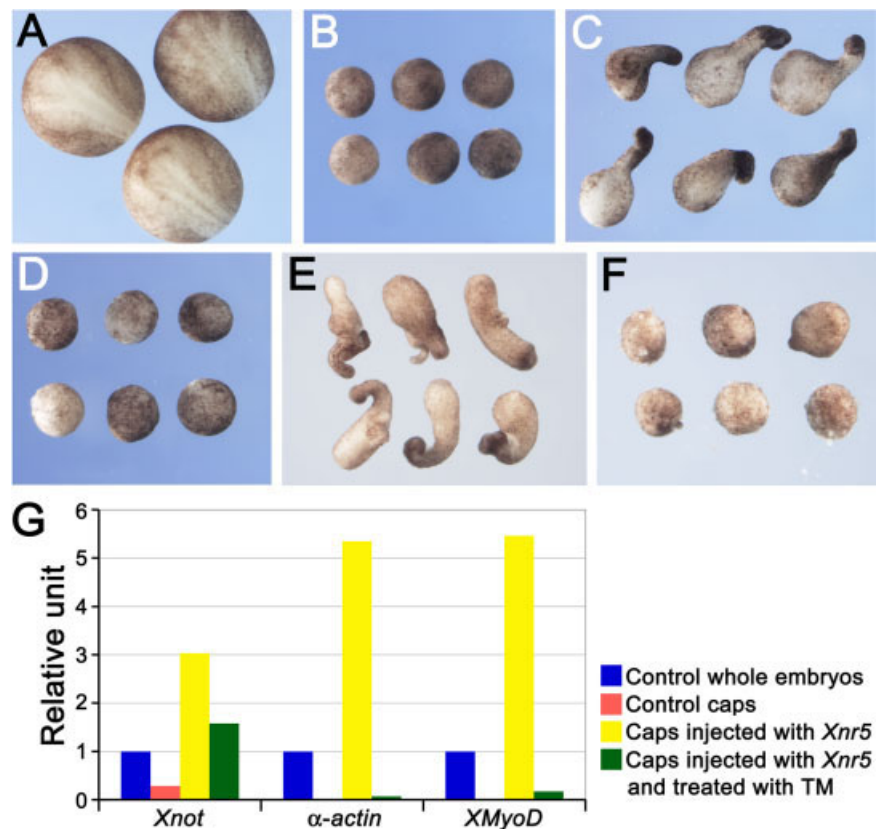 A
B
C
D
E
F
G
Relative unit
6
5
4
3
2
1
0
Xnot
α-actin
XMyoD
Control whole embryos
Control caps
Caps injected with Xnr5
Caps injected with Xnr5
and treated with TM